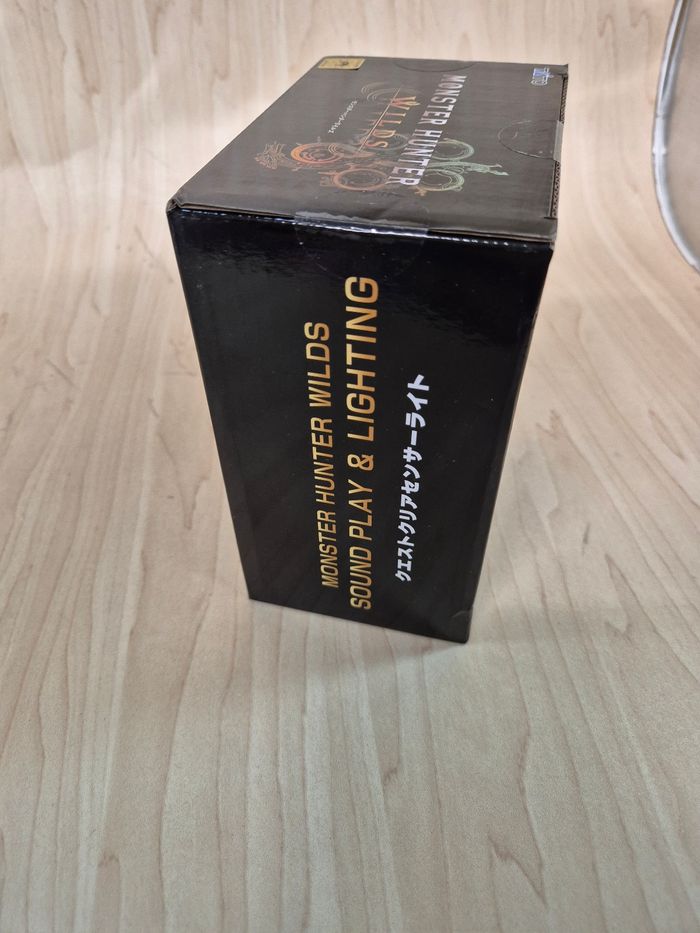 MONSTER HUNTER
WILDS
TAITO
MONSTER HUNTER WILDS
SOUND PLAY & LIGHTING
クエストクリアセンサーライト